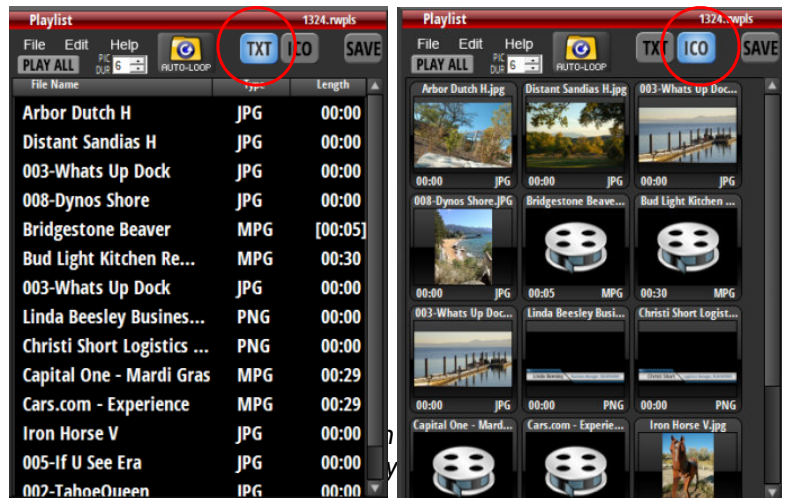 Playlist 1324.rwpls
File Edit Help
PLAY ALL PIC DUR 6 AUTO-LOOP TXT ICO SAVE
File Name Type Length
Arbor Dutch H JPG 00:00
Distant Sandias H JPG 00:00
003-Whats Up Dock JPG 00:00
008-Dynos Shore JPG 00:00
Bridgestone Beaver MPG [00:05]
Bud Light Kitchen Re... MPG 00:30
003-Whats Up Dock JPG 00:00
Linda Beesley Busines... PNG 00:00
Christi Short Logistics ... PNG 00:00
Capital One - Mardi Gras MPG 00:29
Cars.com - Experience MPG 00:29
Iron Horse V JPG 00:00
005-If U See Era JPG 00:00
002-TahoeQueen JPG 00:00
n
y
Playlist 1324.rwpls
File Edit Help
PLAY ALL PIC DUR 6 AUTO-LOOP TXT ICO SAVE
Arbor Dutch H.jpg Distant Sandias H.jpg 003-Whats Up Doc...
00:00 JPG 00:00 JPG 00:00 JPG
008-Dynos Shore.JPG Bridgestone Beave... Bud Light Kitchen ...
00:00 JPG 00:05 MPG 00:30 MPG
003-Whats Up Doc... Linda Beesley Busi... Christi Short Logist...
00:00 JPG 00:00 PNG 00:00 PNG
Capital One - Mard... Cars.com - Experie... Iron Horse V.jpg